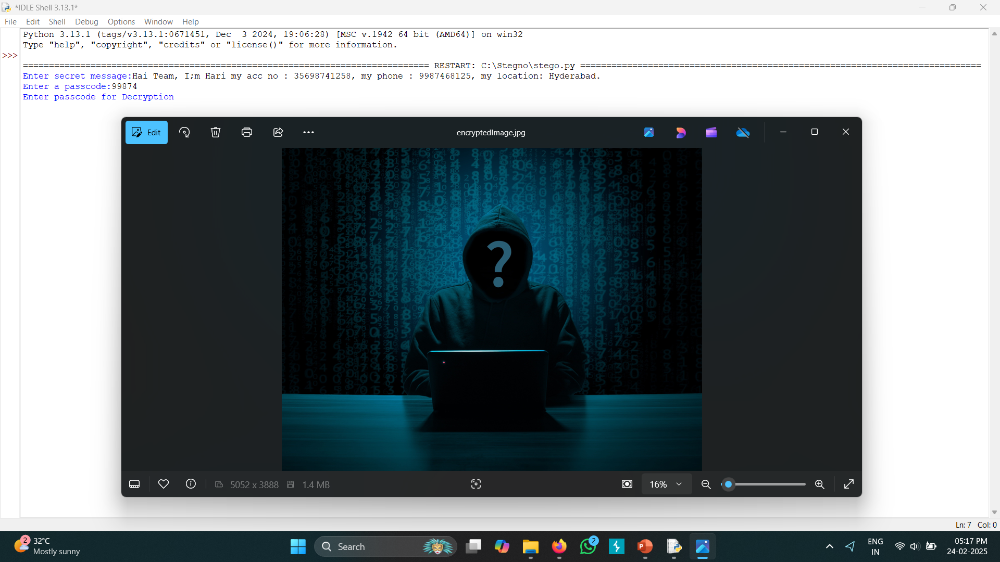 *IDLE Shell 3.13.1*
File Edit Shell Debug Options Window Help
Python 3.13.1 (tags/v3.13.1:0671451, Dec  3 2024, 19:06:28) [MSC v.1942 64 bit (AMD64)] on win32
Type "help", "copyright", "credits" or "license()" for more information.
>>>
============================================================================== RESTART: C:\Stegno\stego.py =============================================================================
Enter secret message:Hai Team, I;m Hari my acc no : 35698741258, my phone : 9987468125, my location: Hyderabad.
Enter a passcode:99874
Enter passcode for Decryption
Edit
encryptedImage.jpg
?
5052 x 3888 1.4 MB
16%
Ln: 7 Col: 0
2
32°C
Mostly sunny
Search
2
ENG
IN
05:17 PM
24-02-2025